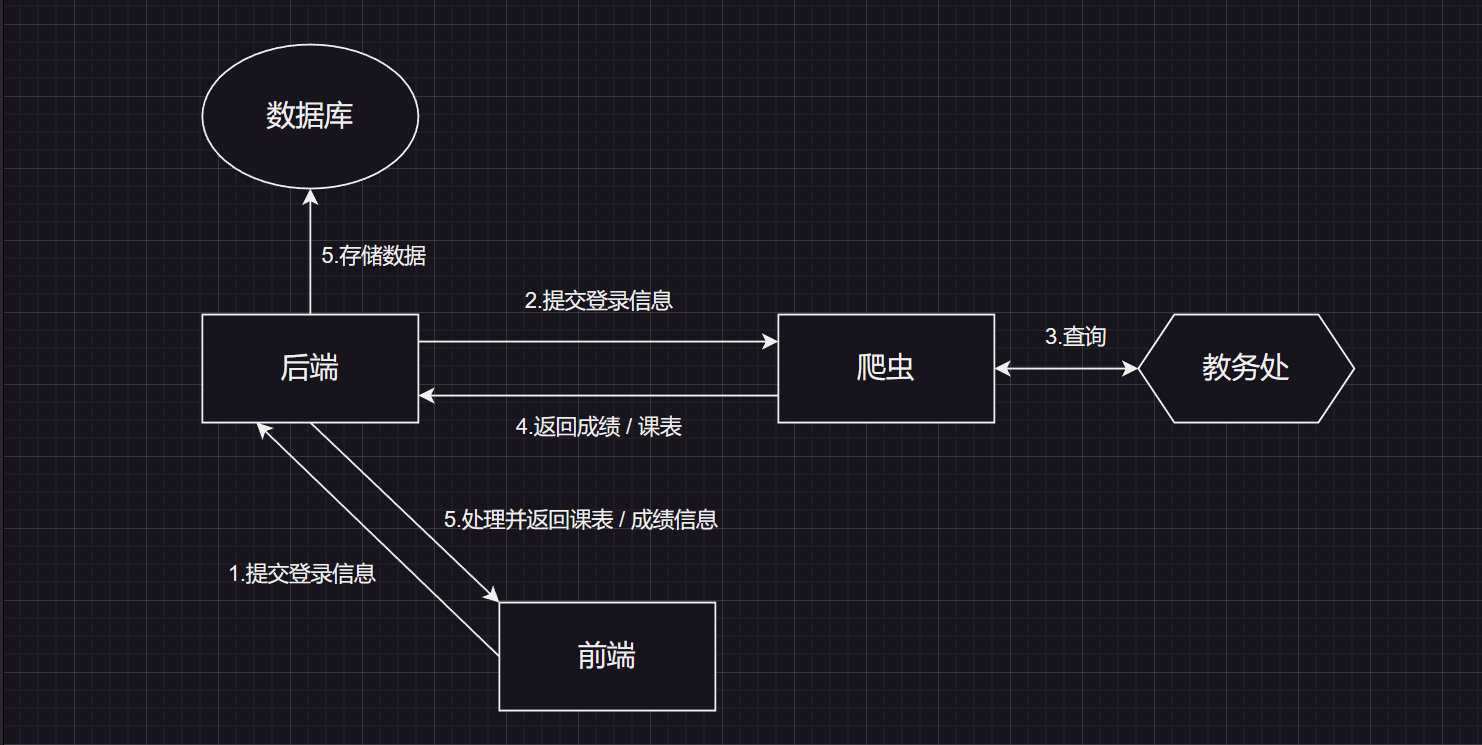 数据库
5.存储数据
2.提交登录信息
后端
爬虫
3.查询
教务处
4.返回成绩 / 课表
5.处理并返回课表 / 成绩信息
1.提交登录信息
前端